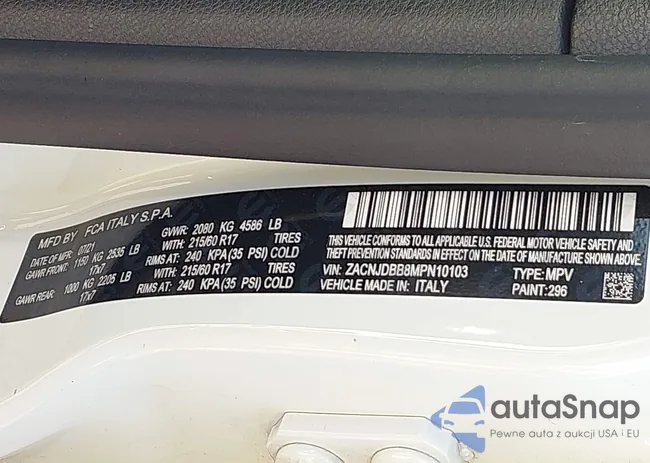 MFD BY FCA ITALY S.P.A.
DATE OF MFR: 07/21 GVWR: 2080 KG 4586 LB
GAWR FRONT: 1150 KG 2535 LB WITH: 215/60 R17 TIRES
17x7 RIMS AT: 240 KPA (35 PSI) COLD
GAWR REAR: 1000 KG 2205 LB WITH: 215/60 R17 TIRES
17x7 RIMS AT: 240 KPA (35 PSI) COLD
THIS VEHICLE CONFORMS TO ALL APPLICABLE U.S. FEDERAL MOTOR VEHICLE SAFETY, BUMPER, AND
THEFT PREVENTION STANDARDS IN EFFECT ON THE DATE OF MANUFACTURE SHOWN ABOVE.
VIN: ZACNJDBB8MPN10103 TYPE: MPV
VEHICLE MADE IN: ITALY PAINT: 296
autaSnap
Pewne auta z aukcji USA i EU